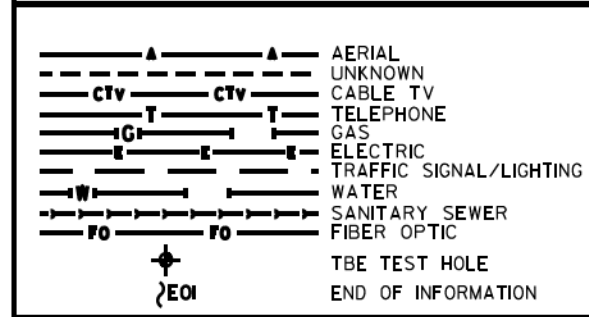 A A AERIAL
UNKNOWN
CTV CTV CABLE TV
T T TELEPHONE
G GAS
E E E ELECTRIC
TRAFFIC SIGNAL/LIGHTING
W WATER
SANITARY SEWER
FO FO FIBER OPTIC
TBE TEST HOLE
EOI END OF INFORMATION